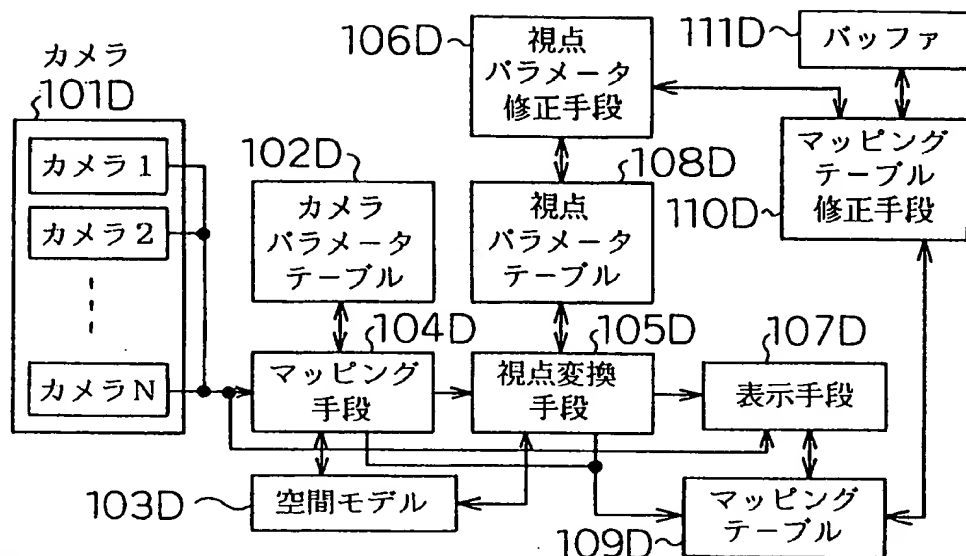 カメラ
101D
カメラ1
カメラ2
カメラN
102D
カメラ
パラメータ
テーブル
106D
視点
パラメータ
修正手段
111D
バッファ
108D
視点
パラメータ
テーブル
110D
マッピング
テーブル
修正手段
104D
マッピング
手段
105D
視点変換
手段
107D
表示手段
103D
空間モデル
109D
マッピング
テーブル